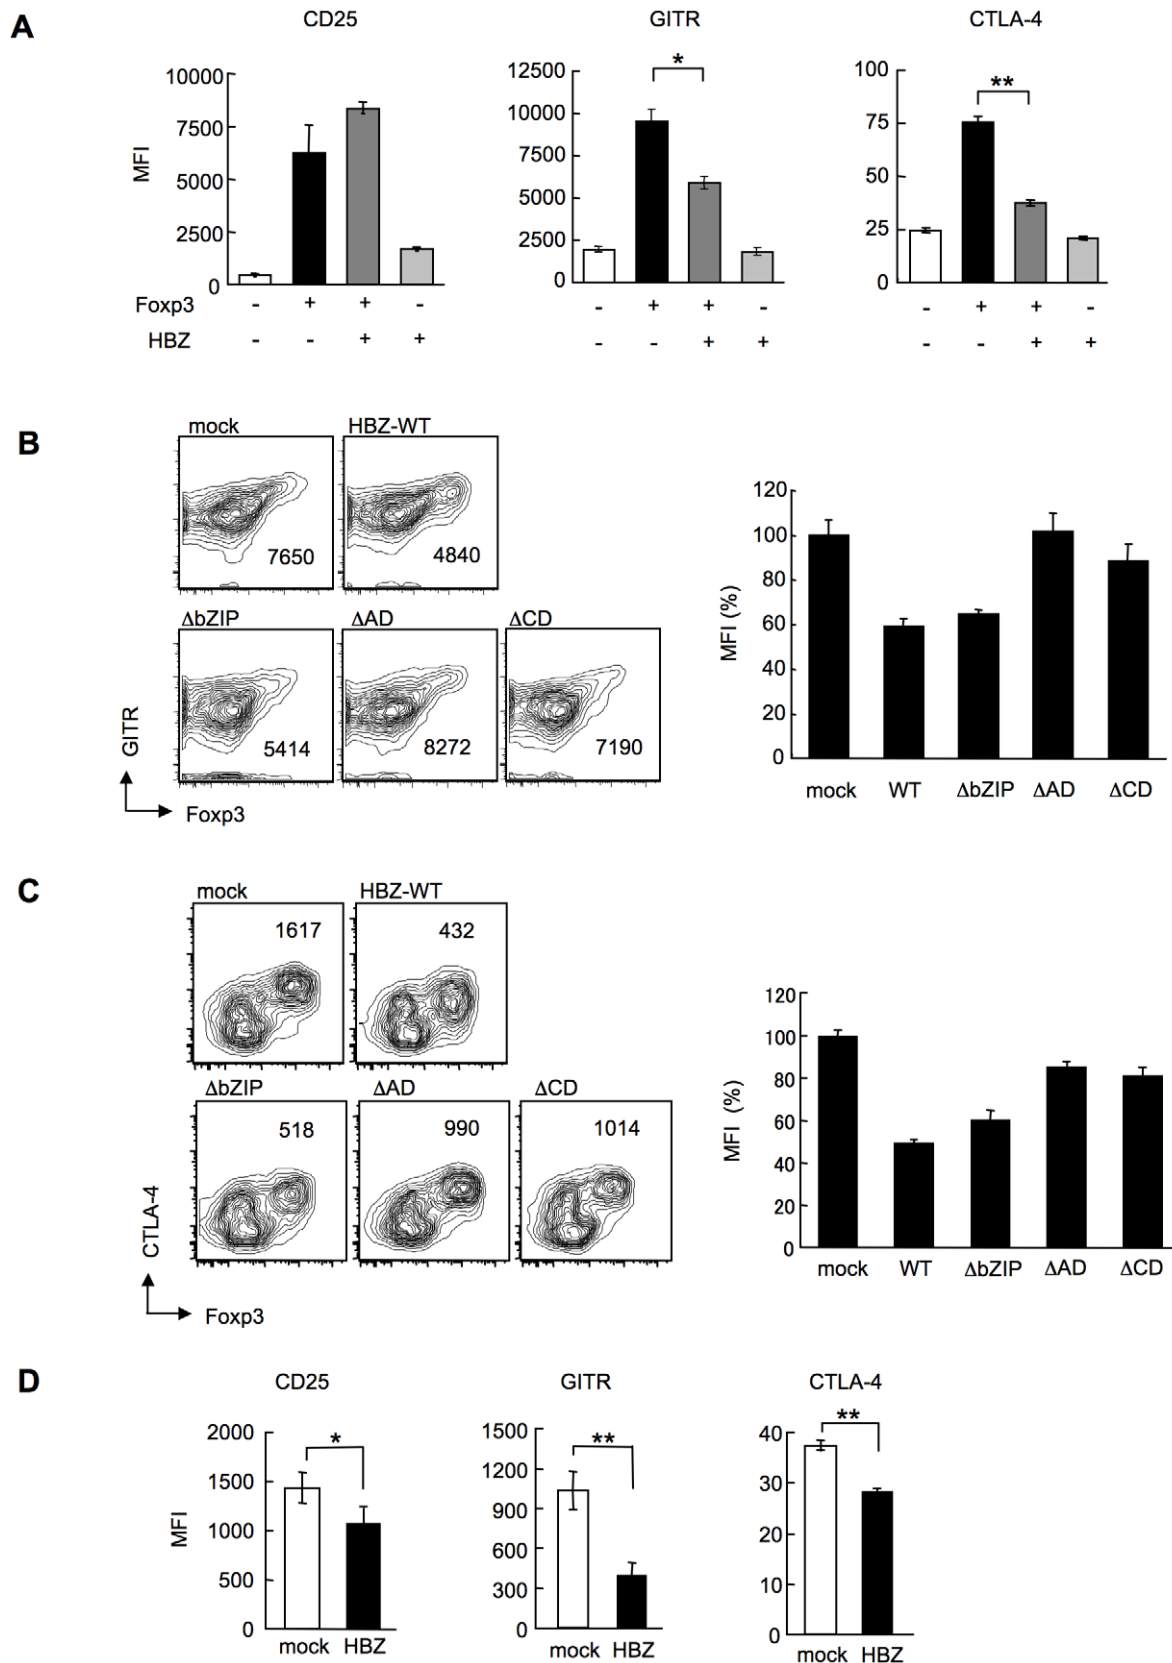 A
CD25 GITR CTLA-4
MFI
10000
7500
5000
2500
0
*
12500
10000
7500
5000
2500
0
**
100
75
50
25
0
Foxp3 - + + - - + + - - + + -
HBZ - - + + - - + + - - + +
B
mock HBZ-WT
7650 4840
ΔbZIP ΔAD ΔCD
5414 8272 7190
GITR
Foxp3
MFI (%)
120
100
80
60
40
20
0
mock WT ΔbZIP ΔAD ΔCD
C
mock HBZ-WT
1617 432
ΔbZIP ΔAD ΔCD
518 990 1014
CTLA-4
Foxp3
MFI (%)
120
100
80
60
40
20
0
mock WT ΔbZIP ΔAD ΔCD
D
CD25 GITR CTLA-4
MFI
2000
1500
1000
500
0
*
mock HBZ
1500
1200
900
600
300
0
**
mock HBZ
40
30
20
10
0
**
mock HBZ